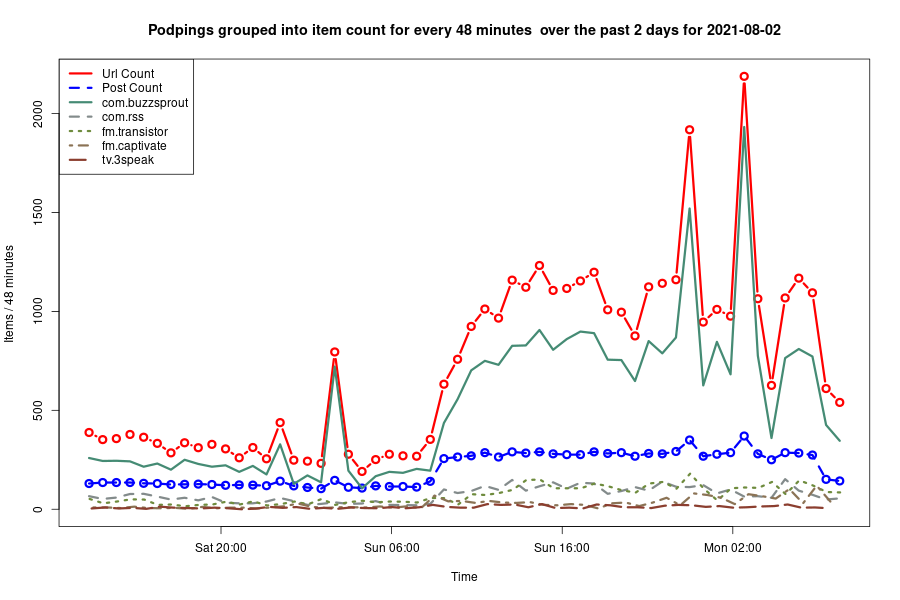 Podpings grouped into item count for every 48 minutes  over the past 2 days for 2021-08-02
Url Count
Post Count
com.buzzsprout
com.rss
fm.transistor
fm.captivate
tv.3speak
Items / 48 minutes
2000
1500
1000
500
0
Sat 20:00 Sun 06:00 Sun 16:00 Mon 02:00
Time